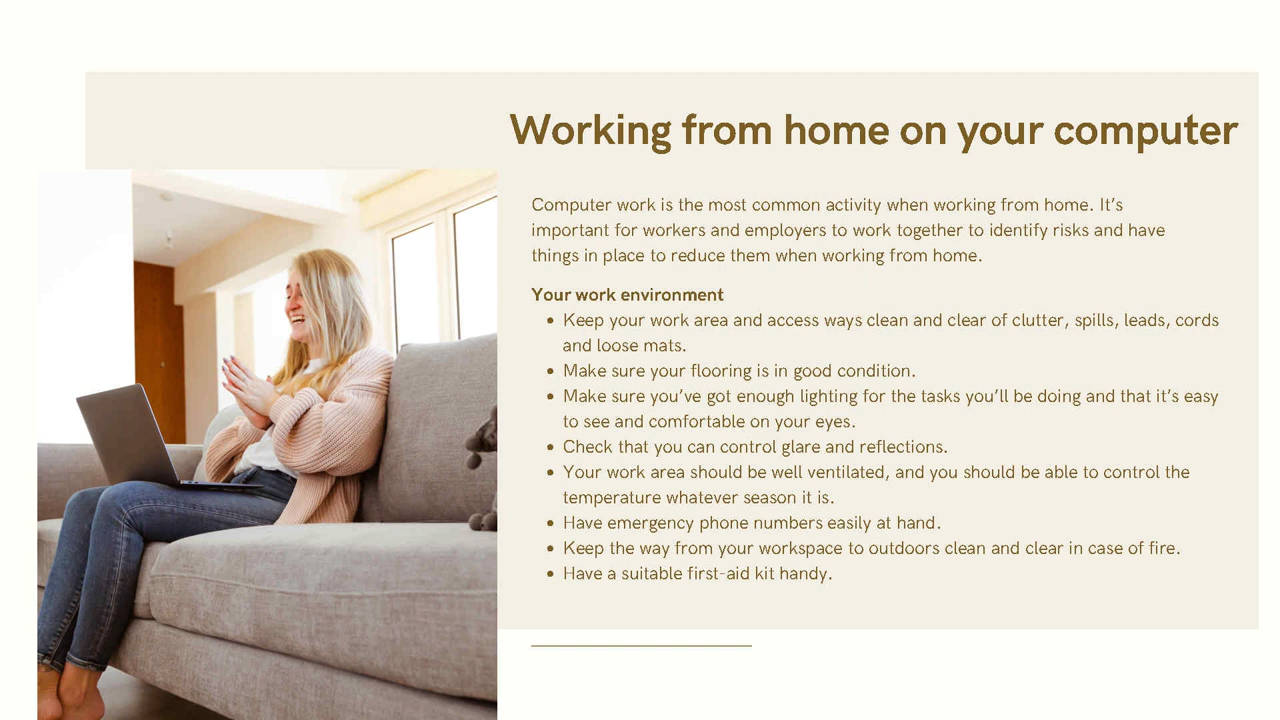 Working from home on your computer
Computer work is the most common activity when working from home. It's
important for workers and employers to work together to identify risks and have
things in place to reduce them when working from home.
Your work environment
• Keep your work area and access ways clean and clear of clutter, spills, leads, cords
and loose mats.
• Make sure your flooring is in good condition.
• Make sure you've got enough lighting for the tasks you'll be doing and that it's easy
to see and comfortable on your eyes.
• Check that you can control glare and reflections.
• Your work area should be well ventilated, and you should be able to control the
temperature whatever season it is.
• Have emergency phone numbers easily at hand.
• Keep the way from your workspace to outdoors clean and clear in case of fire.
• Have a suitable first-aid kit handy.